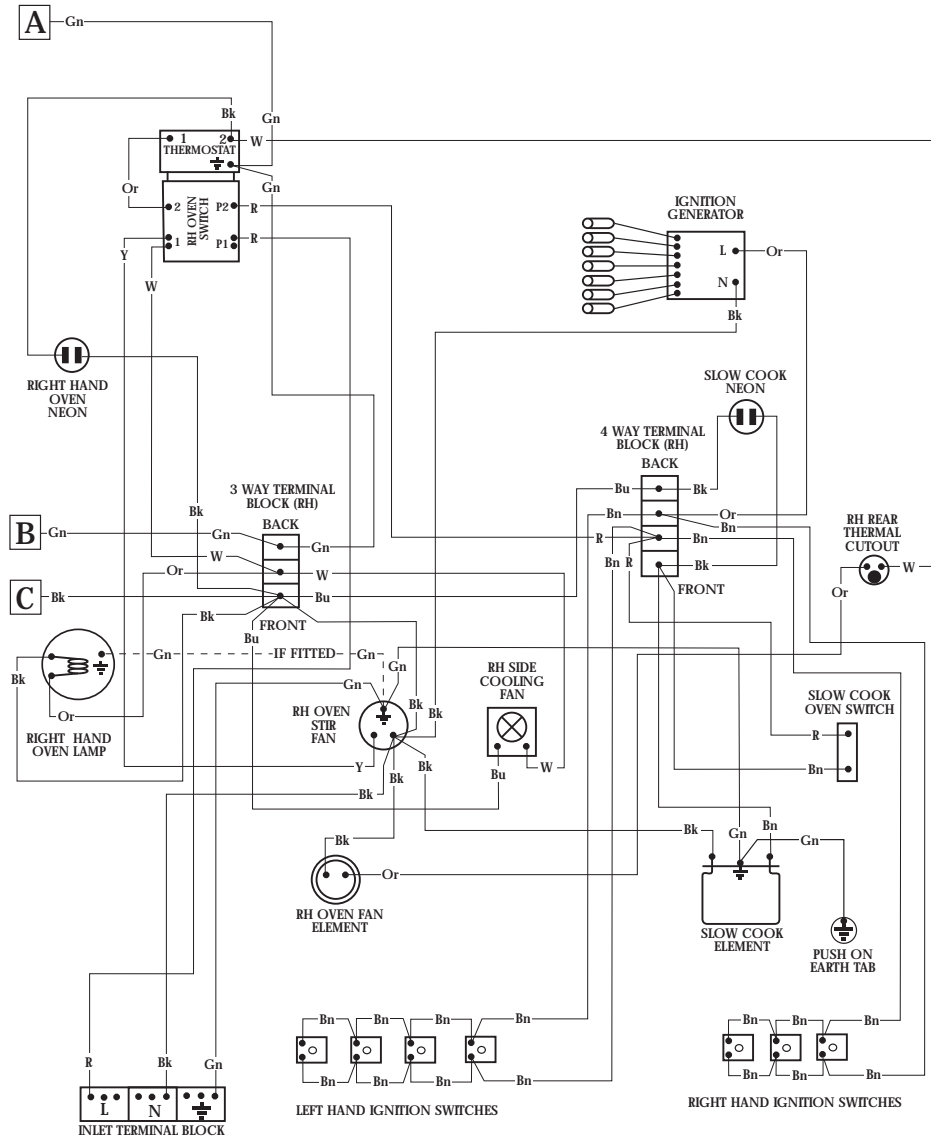 A
Gn
Bk
Gn
1
2
W
THERMOSTAT
Gn
Or
2
P2
R
RH OVEN
SWITCH
1
P1
R
Y
W
IGNITION
GENERATOR
L
Or
N
Bk
RIGHT HAND
OVEN
NEON
SLOW COOK
NEON
4 WAY TERMINAL
BLOCK (RH)
BACK
Bu
Bk
Bn
Or
Bn
R
Bn
Bn
R
Bk
FRONT
3 WAY TERMINAL
BLOCK (RH)
BACK
Bk
B
Gn
Gn
Gn
W
Or
W
C
Bk
Bu
Bk
FRONT
Bu
RH REAR
THERMAL
CUTOUT
W
Or
Gn
IF FITTED
Gn
Gn
Gn
Bk
Or
RIGHT HAND
OVEN LAMP
RH OVEN
STIR
FAN
Bk
Bk
Y
Bk
Bk
Bk
RH SIDE
COOLING
FAN
Bu
W
SLOW COOK
OVEN SWITCH
R
Bn
Bk
Or
RH OVEN FAN
ELEMENT
Bk
Gn
Bn
Gn
SLOW COOK
ELEMENT
PUSH ON
EARTH TAB
Bn
Bn
Bn
Bn
Bn
Bn
Bn
Bn
LEFT HAND IGNITION SWITCHES
Bn
Bn
Bn
Bn
Bn
Bn
RIGHT HAND IGNITION SWITCHES
R
Bk
Gn
L
N
INLET TERMINAL BLOCK